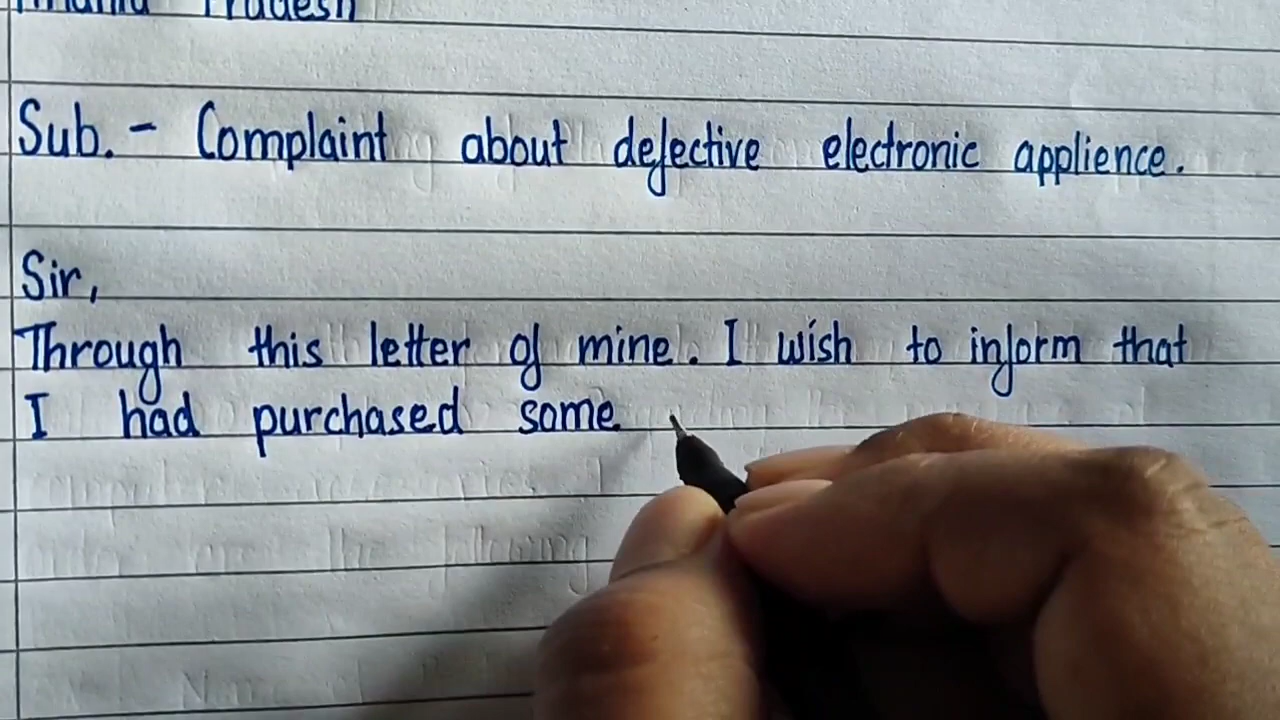 Pradesh
Sub. - Complaint about defective electronic applience.
Sir,
Through this letter of mine. I wish to inform that
I had purchased some